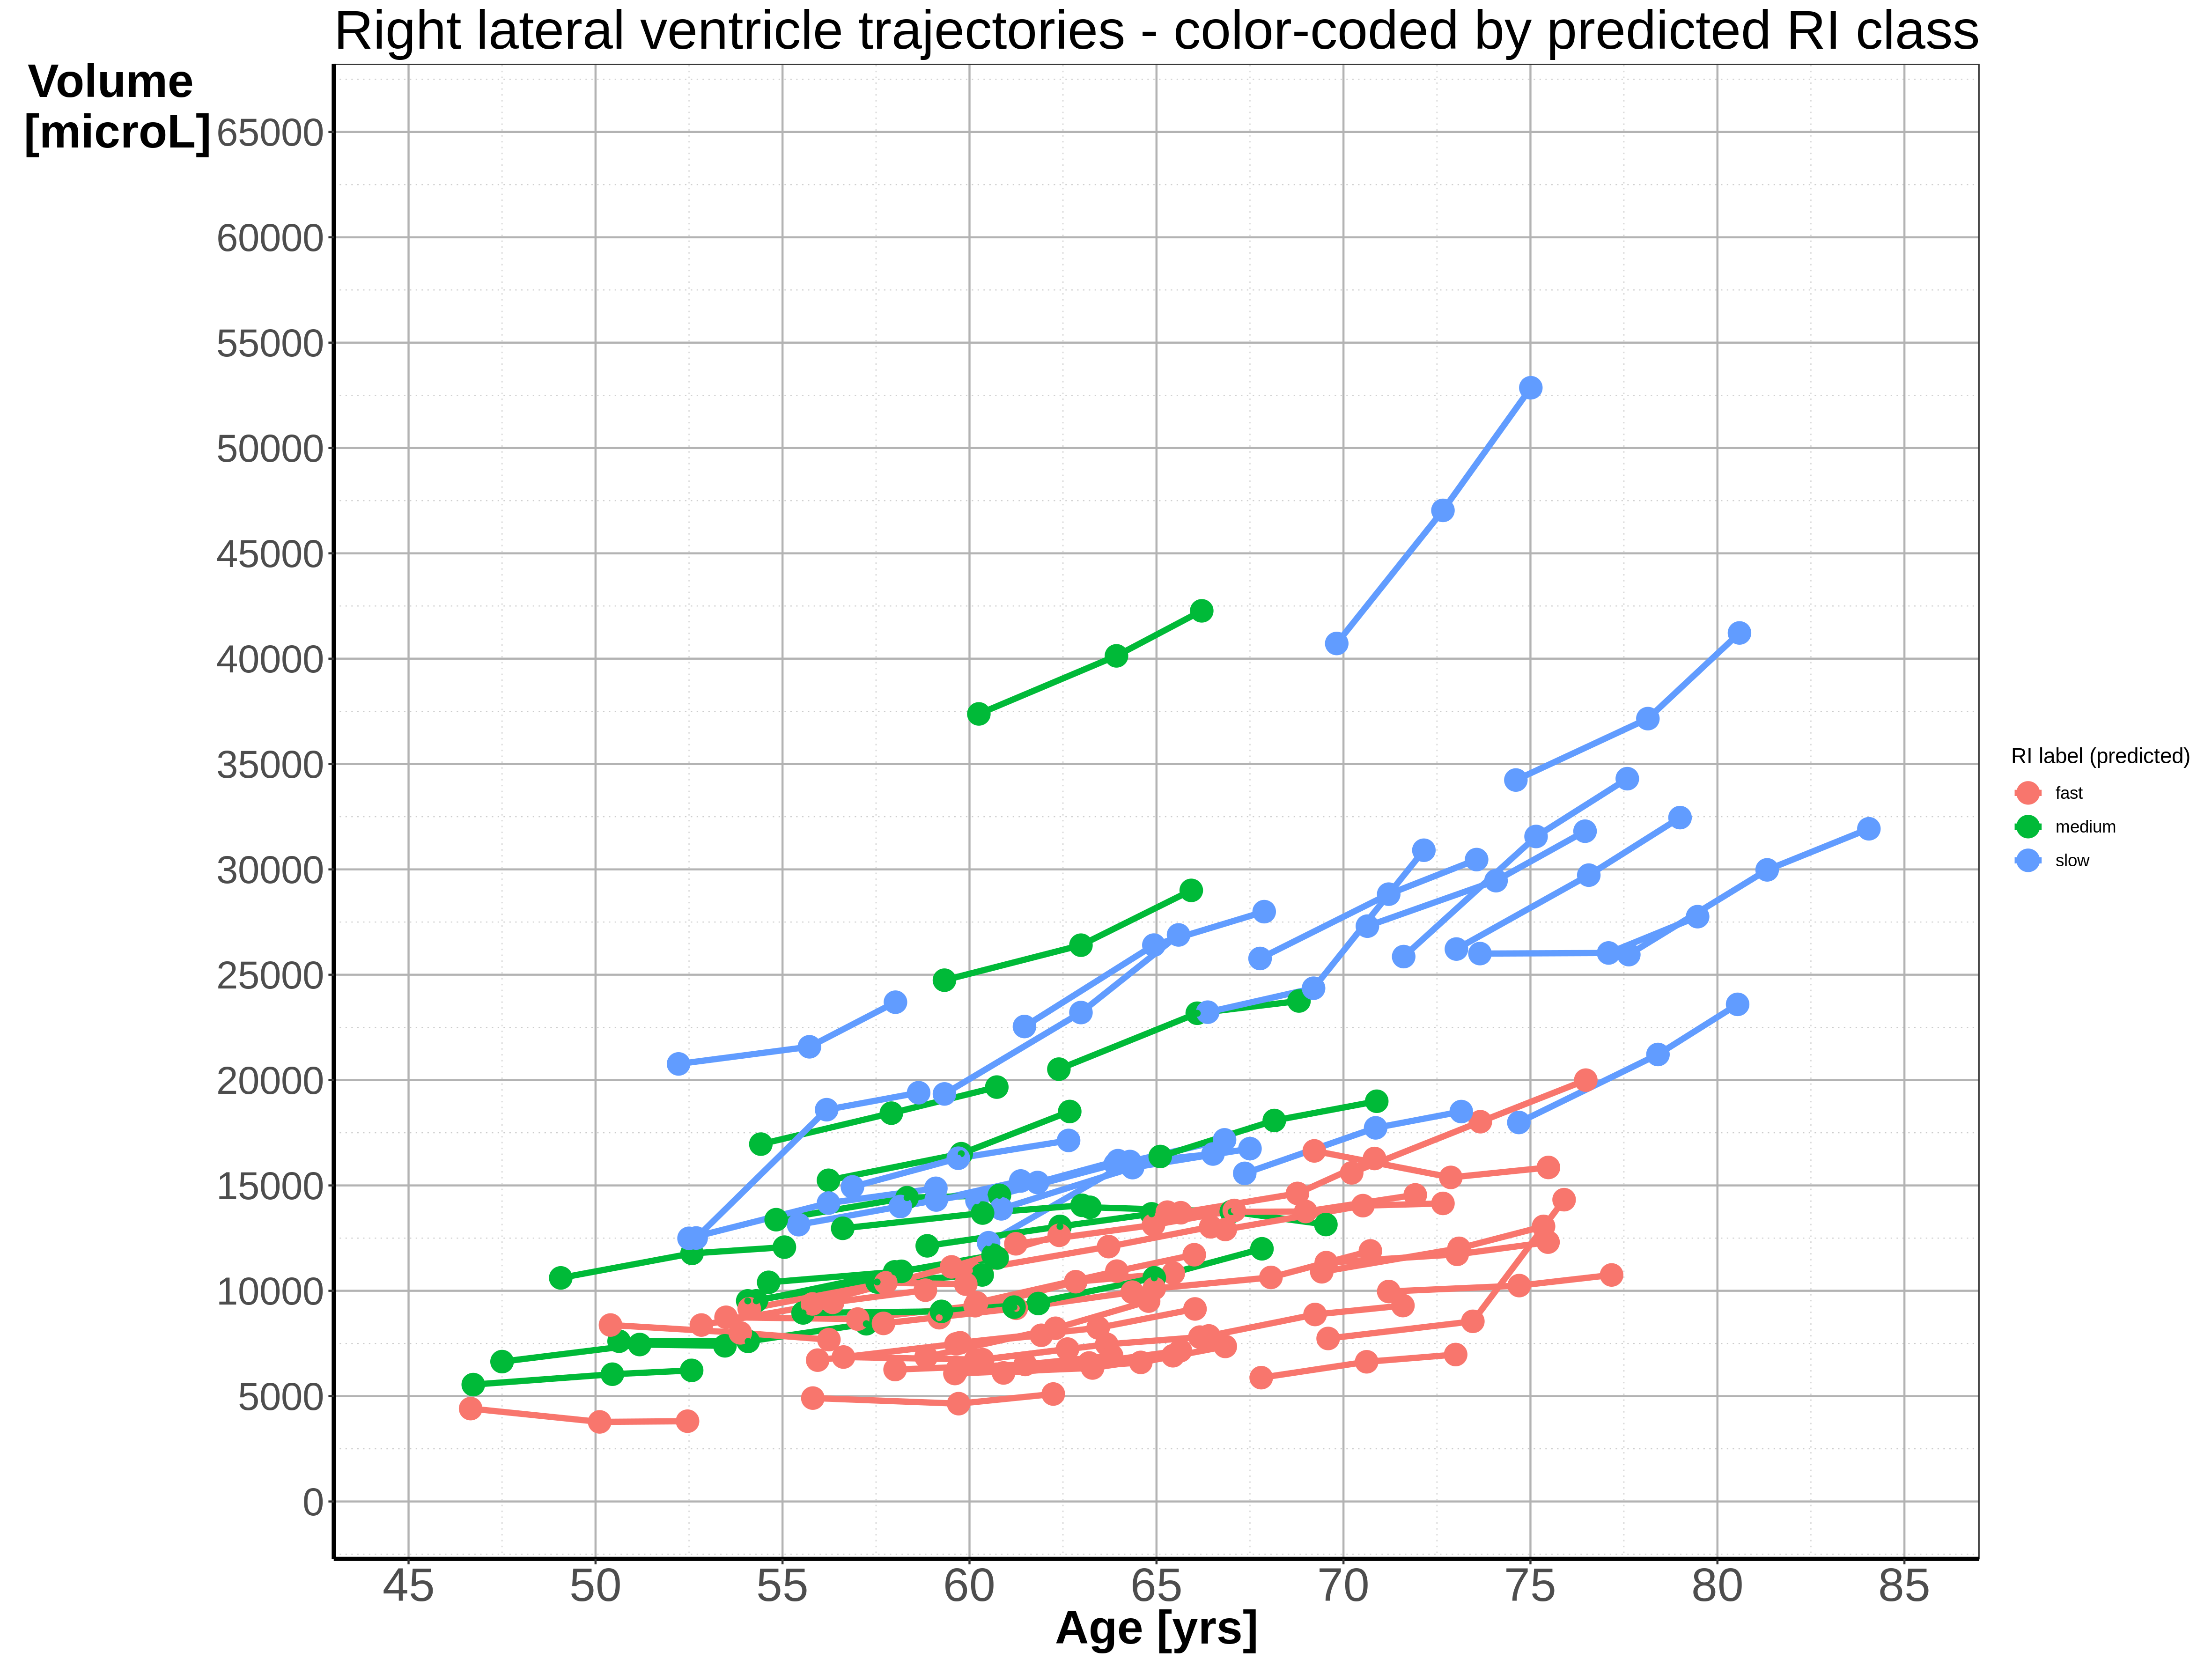 Right lateral ventricle trajectories - color-coded by predicted RI class
Volume
[microL]
65000
60000
55000
50000
45000
40000
35000
30000
25000
20000
15000
10000
5000
0
45 50 55 60 65 70 75 80 85
Age [yrs]
RI label (predicted)
fast
medium
slow